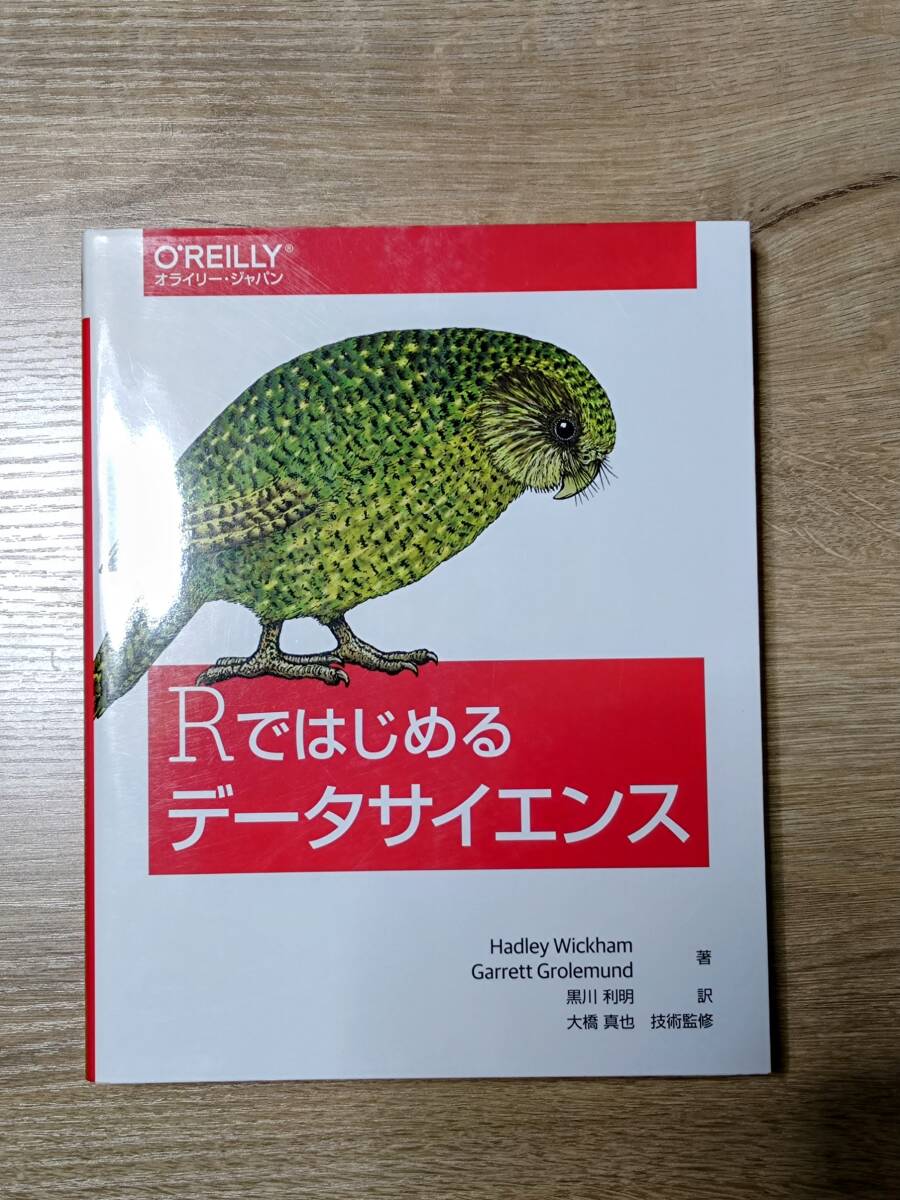 O'REILLY®
オライリー・ジャパン
Rではじめる
データサイエンス
Hadley Wickham
Garrett Grolemund 著
黒川 利明 訳
大橋 真也 技術監修